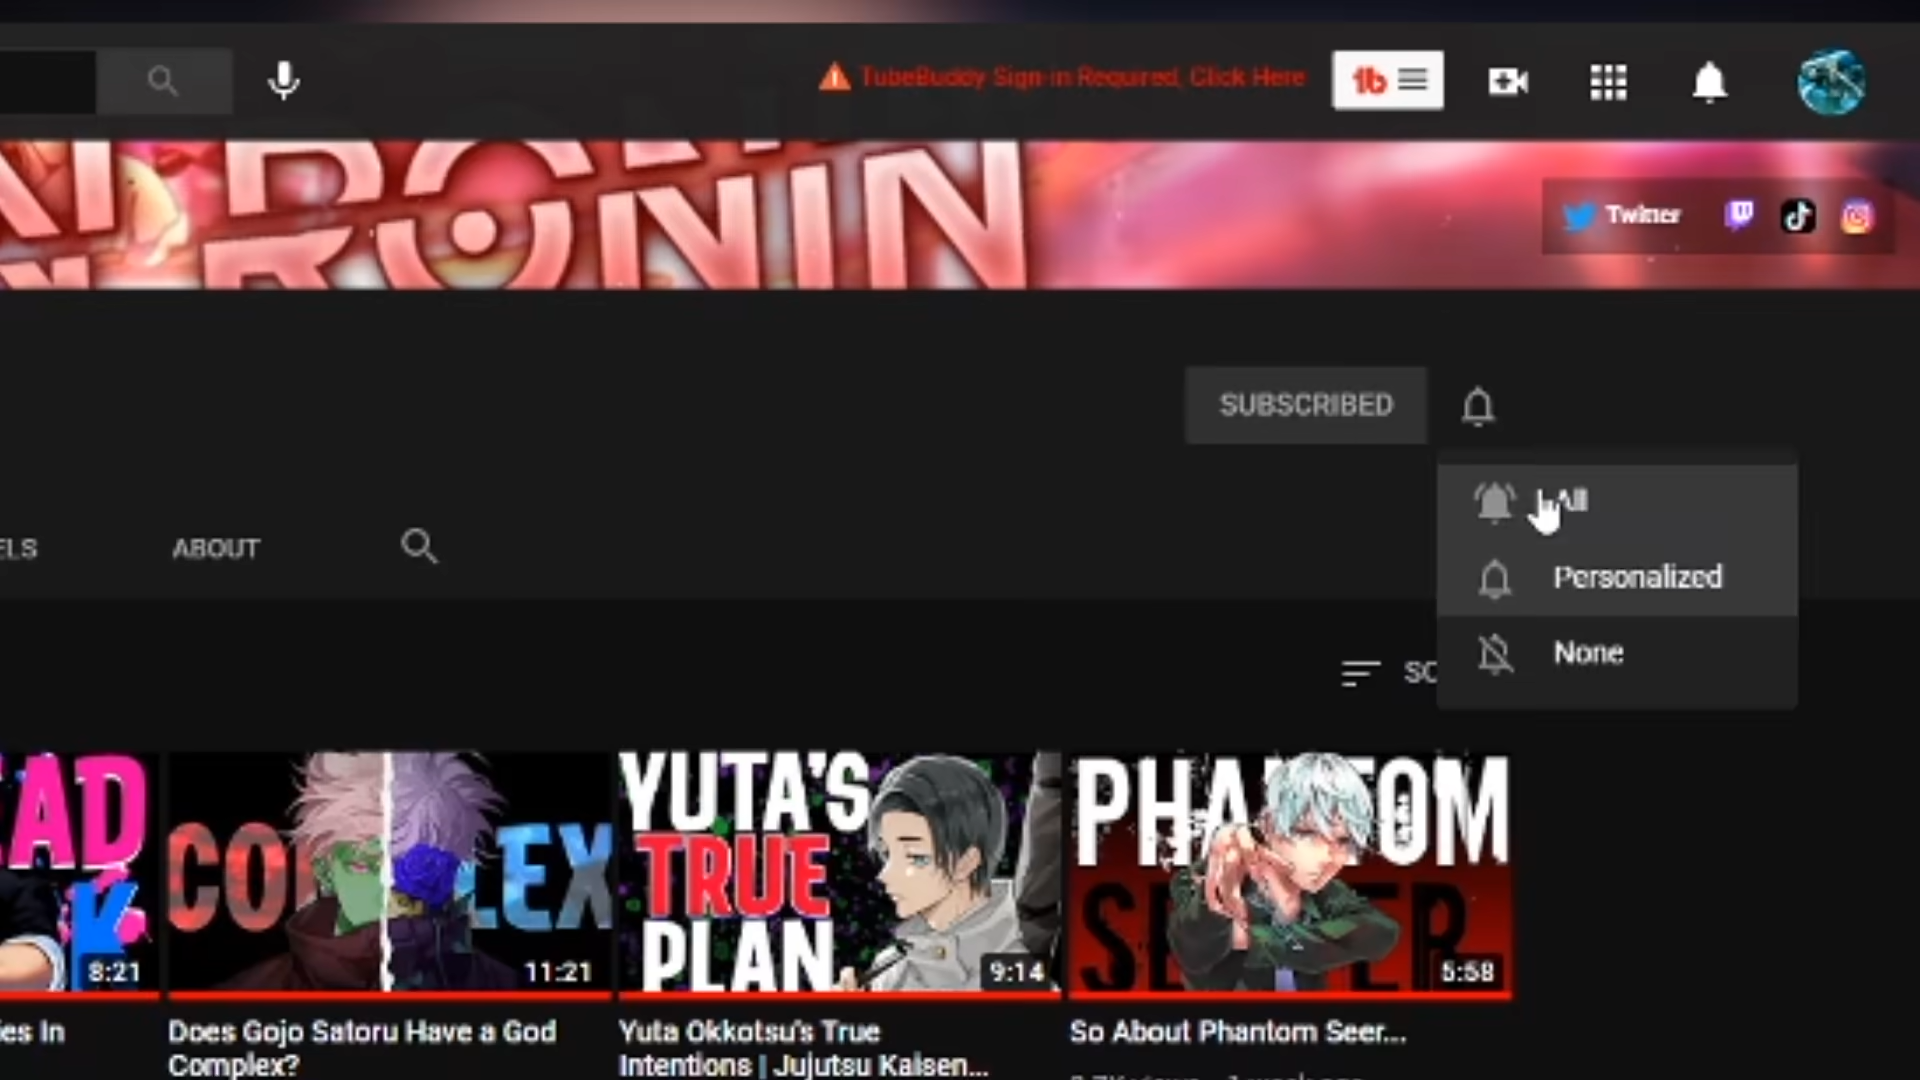 TubeBuddy Sign-in Required, Click Here
RONIN
Twitter
SUBSCRIBED
All
ABOUT
Personalized
None
YUTA'S
TRUE
PLAN
PHANTOM
SEER
8:21
11:21
9:14
5:58
Does Gojo Satoru Have a God
Complex?
Yuta Okkotsu's True
Intentions | Jujutsu Kaisen...
So About Phantom Seer...